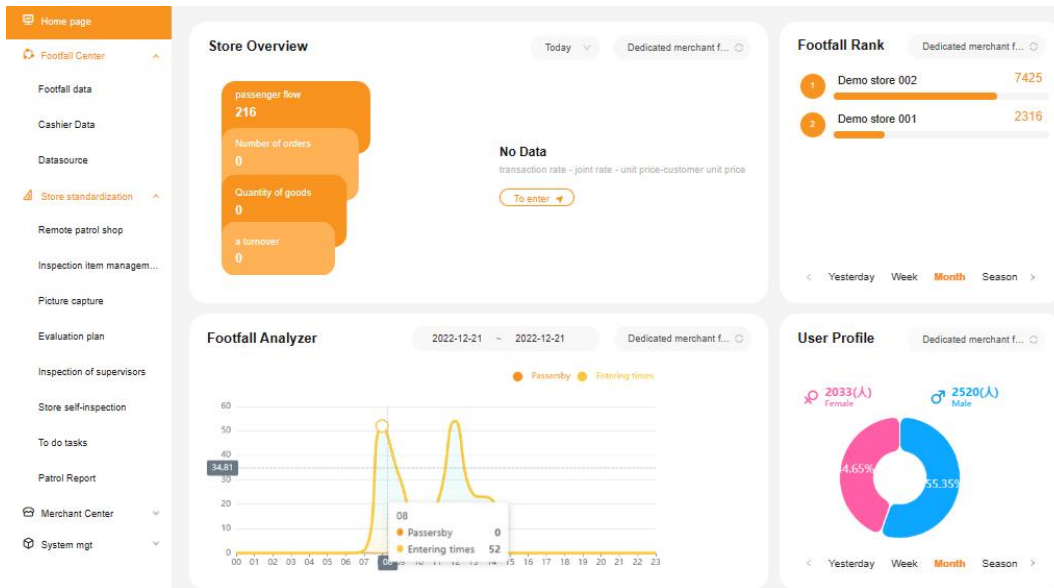 Home page
Footfall Center
Footfall data
Cashier Data
Datasource
Store standardization
Remote patrol shop
Inspection item managem...
Picture capture
Evaluation plan
Inspection of supervisors
Store self-inspection
To do tasks
Patrol Report
Merchant Center
System mgt
Store Overview
Today
Dedicated merchant f...
passenger flow
216
Number of orders
0
Quantity of goods
0
a turnover
0
No Data
transaction rate - joint rate - unit price-customer unit price
To enter
Footfall Rank
Dedicated merchant f...
1 Demo store 002 7425
2 Demo store 001 2316
< Yesterday Week Month Season >
Footfall Analyzer
2022-12-21 ~ 2022-12-21
Dedicated merchant f...
Passersby Entering times
60
50
40
34.81
30
20
10
0
08
Passersby 0
Entering times 52
00 01 02 03 04 05 06 07 08 10 11 12 13 14 15 16 17 18 19 20 21 22 23
User Profile
Dedicated merchant f...
2033(人)
Female
2520(人)
Male
4.65%
55.35%
< Yesterday Week Month Season >